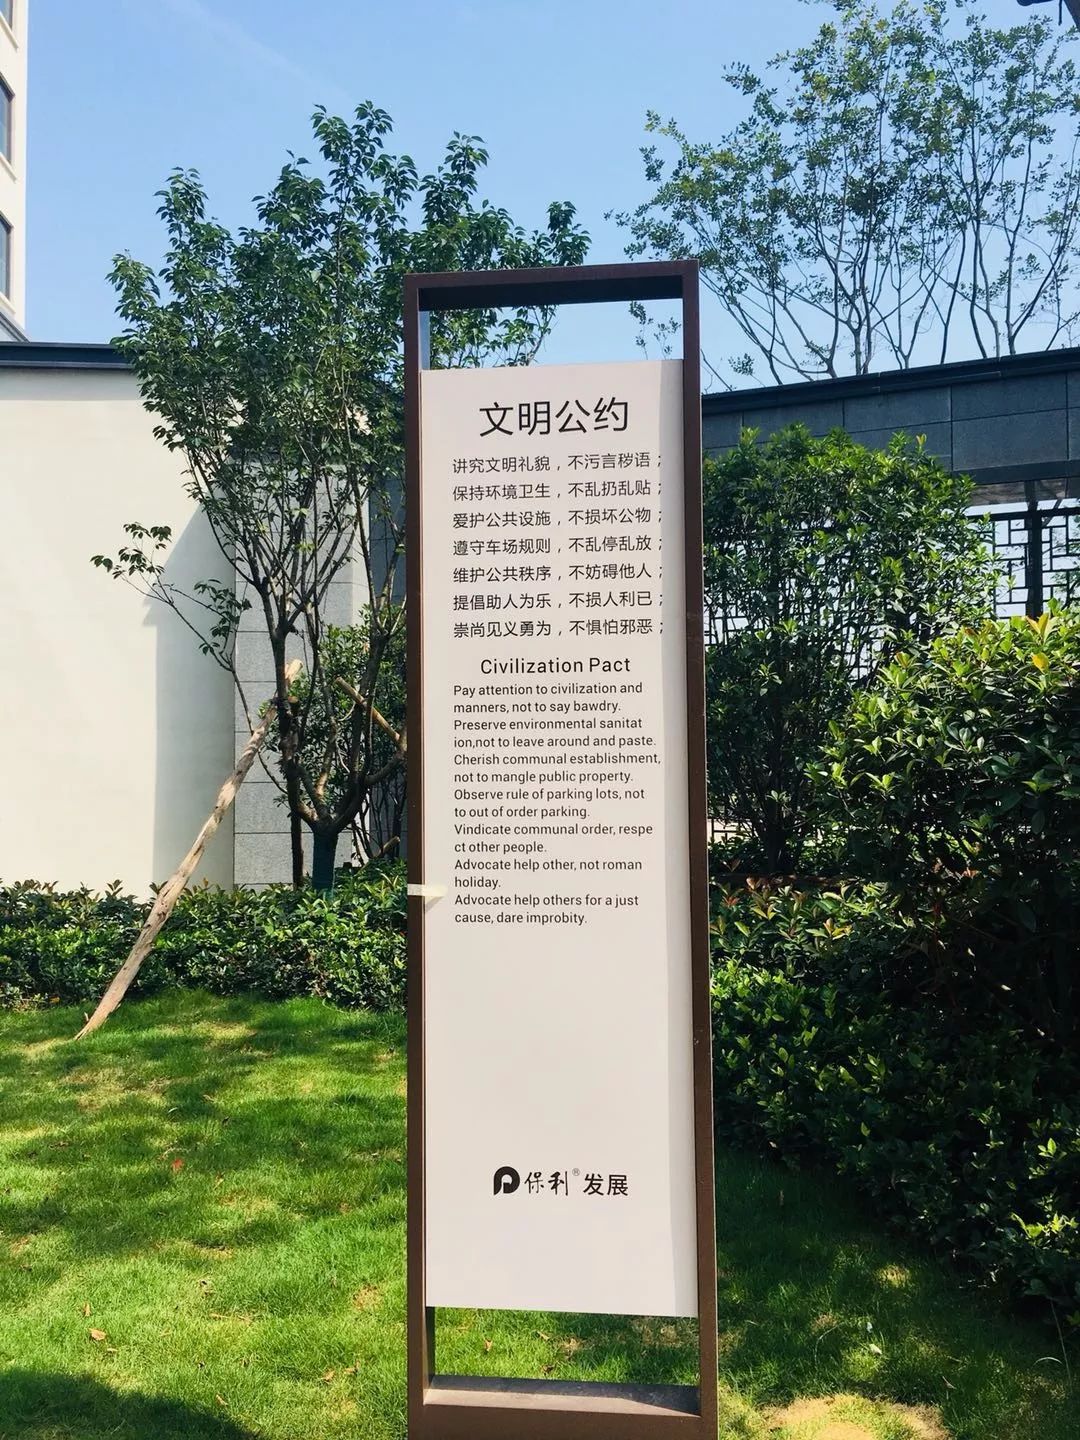 文明公约
讲究文明礼貌，不污言秽语；
保持环境卫生，不乱扔乱贴；
爱护公共设施，不损坏公物；
遵守车场规则，不乱停乱放；
维护公共秩序，不妨碍他人；
提倡助人为乐，不损人利已；
崇尚见义勇为，不惧怕邪恶；
Civilization Pact
Pay attention to civilization and
manners, not to say bawdry.
Preserve environmental sanitat
ion,not to leave around and paste.
Cherish communal establishment,
not to mangle public property.
Observe rule of parking lots, not
to out of order parking.
Vindicate communal order, respe
ct other people.
Advocate help other, not roman
holiday.
Advocate help others for a just
cause, dare improbity.
保利®发展